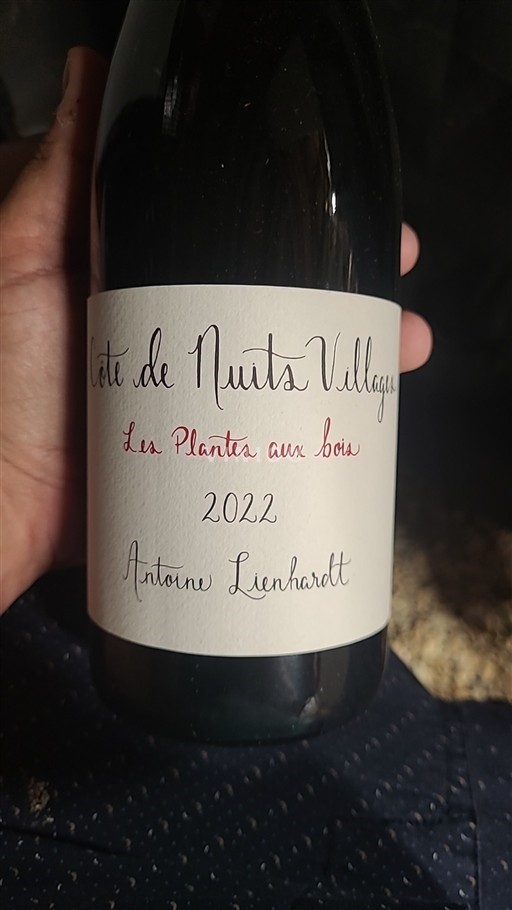 Côte de Nuits Villages
Les Plantes aux bois
2022
Antoine Lienhardt